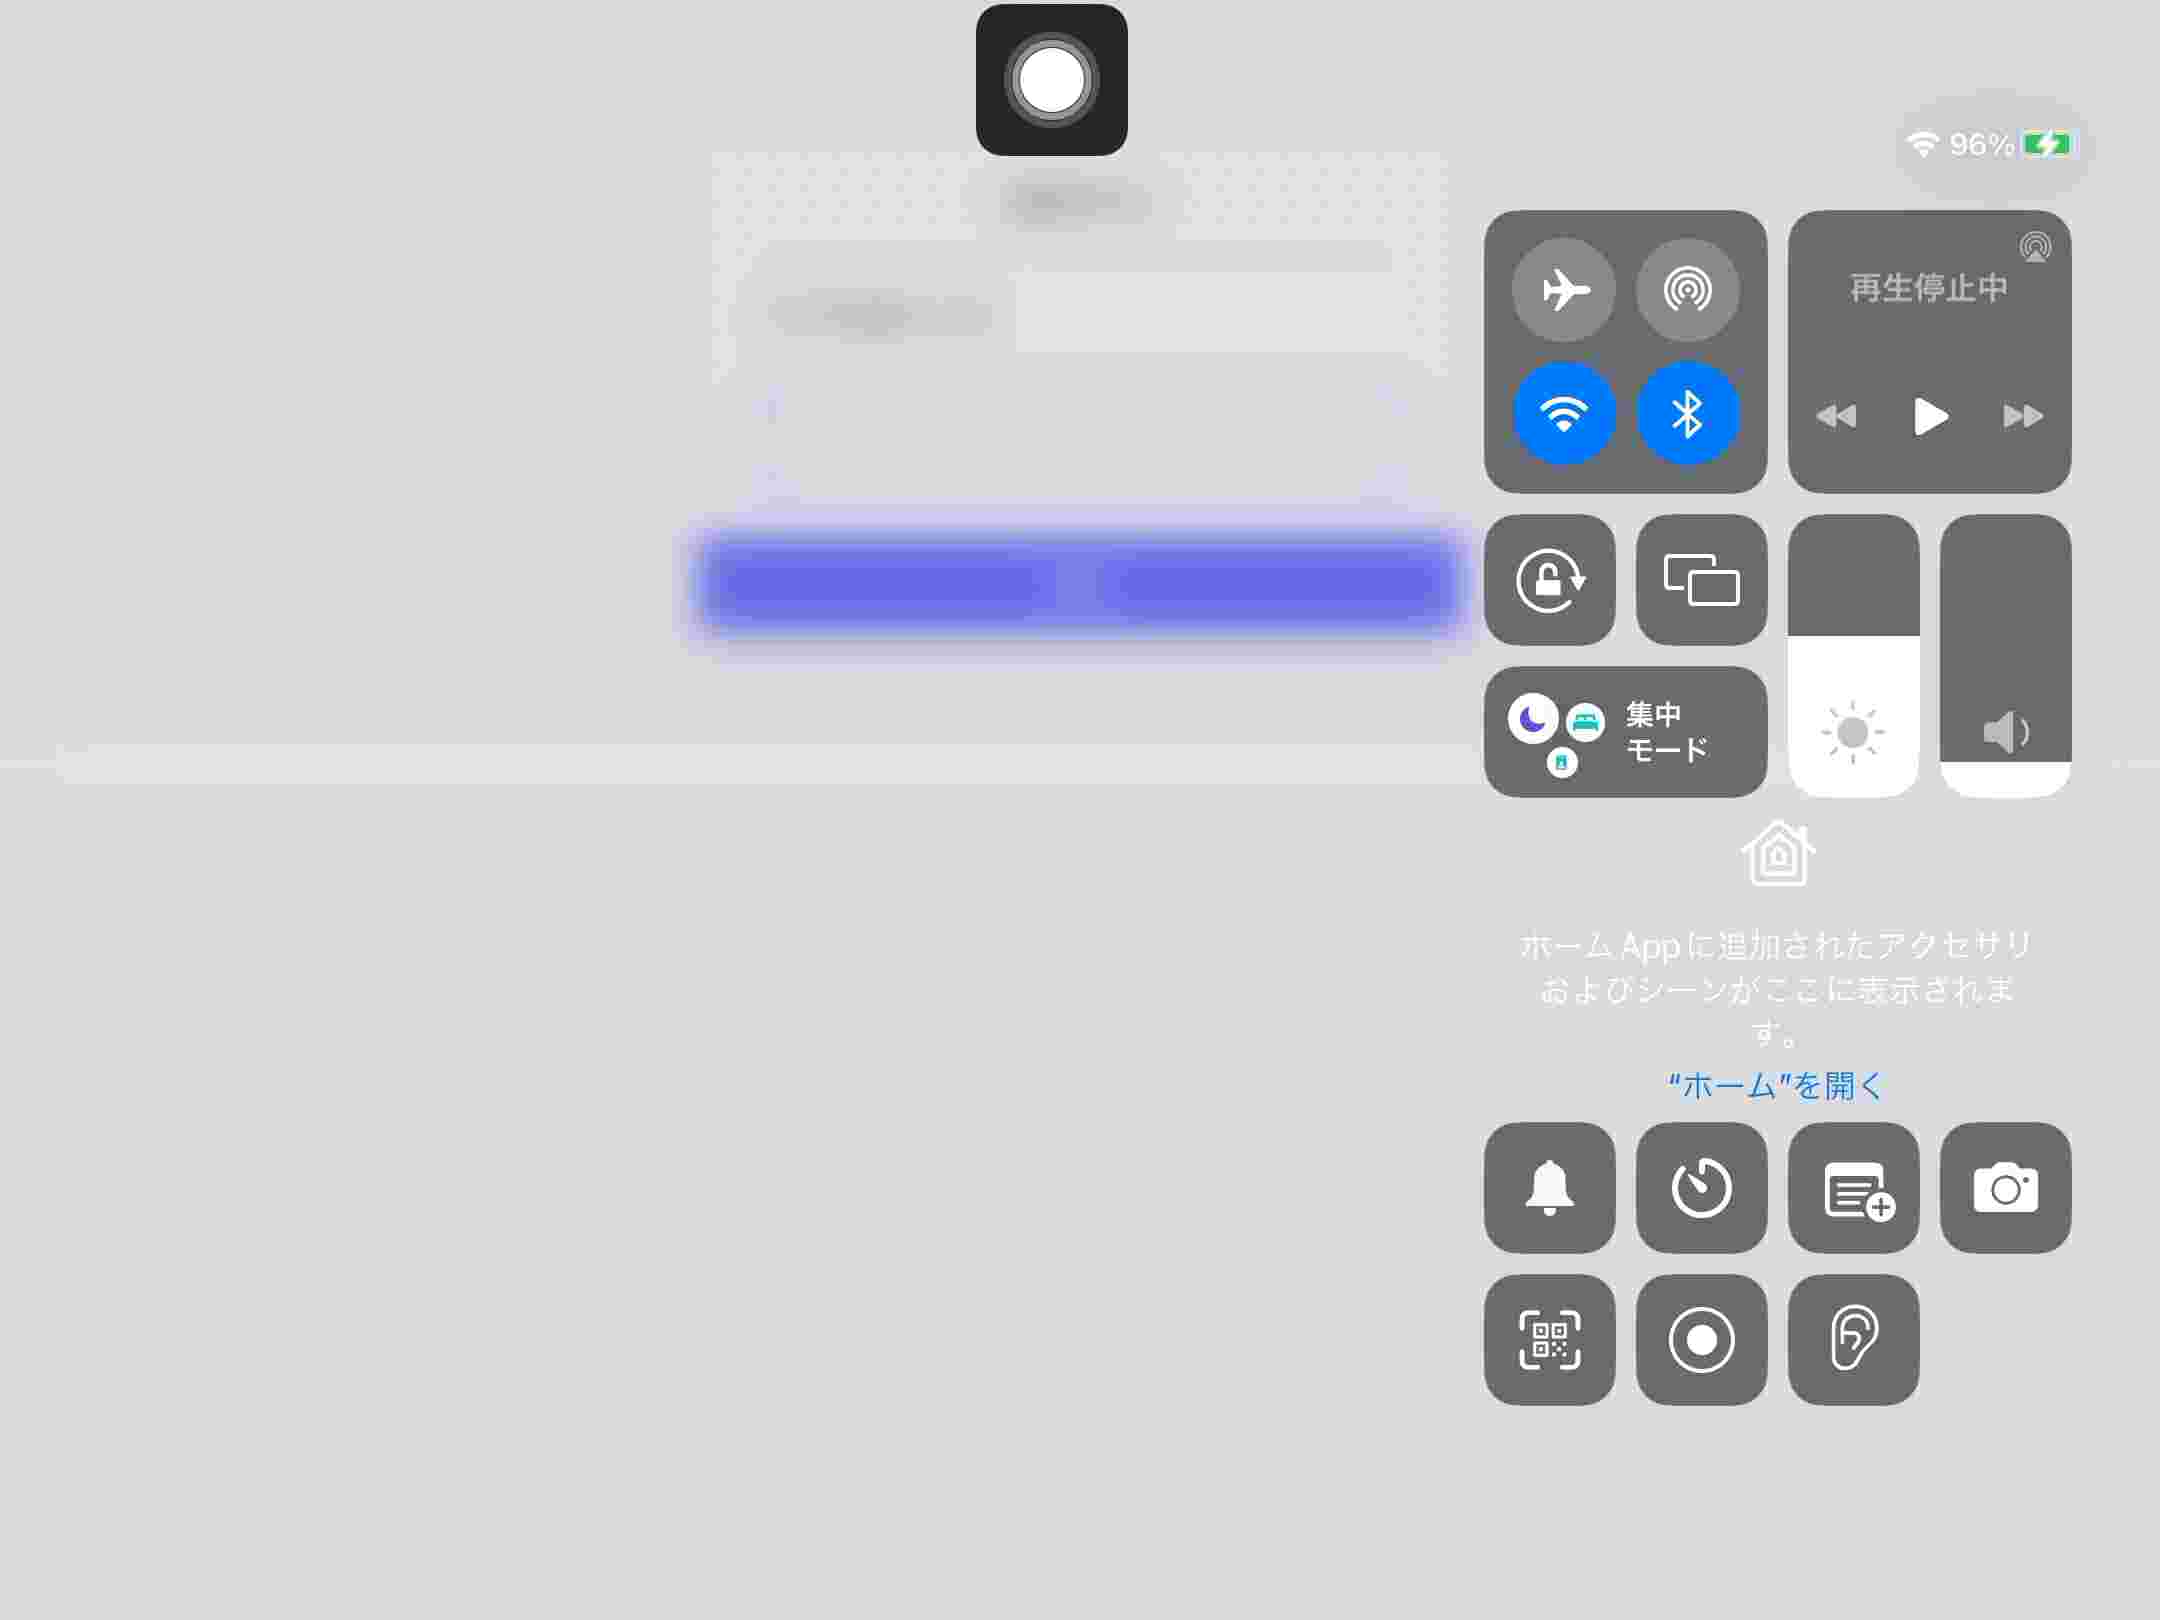 96%
再生停止中
集中
モード
ホームAppに追加されたアクセサリ
およびシーンがここに表示されま
す。
“ホーム”を開く